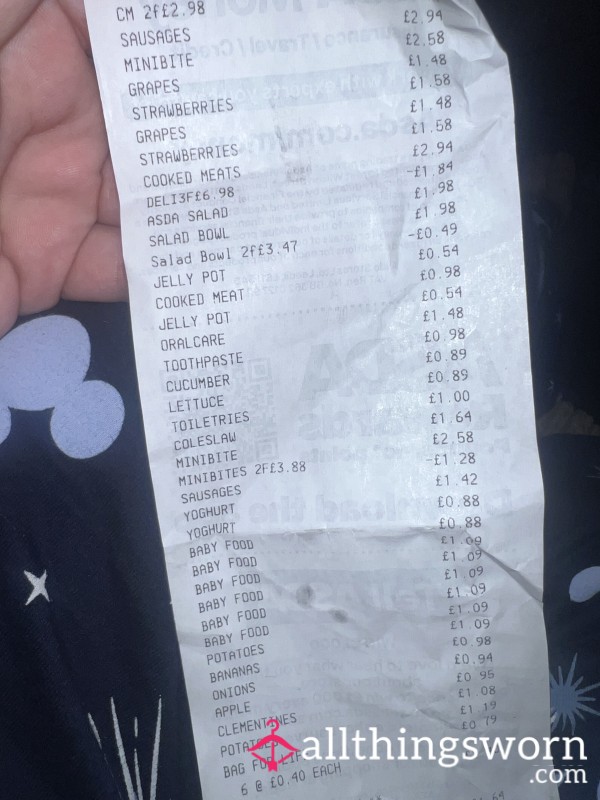 CM 2F£2.98
SAUSAGES £2.94
MINIBITE £2.58
GRAPES £1.48
STRAWBERRIES £1.58
GRAPES £1.48
STRAWBERRIES £1.58
COOKED MEATS £2.94
DELI3F£6.98 -£1.84
ASDA SALAD £1.98
SALAD BOWL £1.98
Salad Bowl 2f£3.47 -£0.49
JELLY POT £0.54
COOKED MEAT £0.98
JELLY POT £0.54
ORALCARE £1.48
TOOTHPASTE £0.98
CUCUMBER £0.89
LETTUCE £0.89
TOILETRIES £1.00
COLESLAW £1.64
MINIBITE £2.58
MINIBITES 2F£3.88 -£1.28
SAUSAGES £1.42
YOGHURT £0.88
YOGHURT £0.88
BABY FOOD £1.09
BABY FOOD £1.09
BABY FOOD £1.09
BABY FOOD £1.09
BABY FOOD £1.09
BABY FOOD £1.09
POTATOES £0.98
BANANAS £0.94
ONIONS £0.95
APPLE £1.08
CLEMENTINES £1.19
£0.79
BAG
6 @ £0.40 EACH
allthingsworn
.com